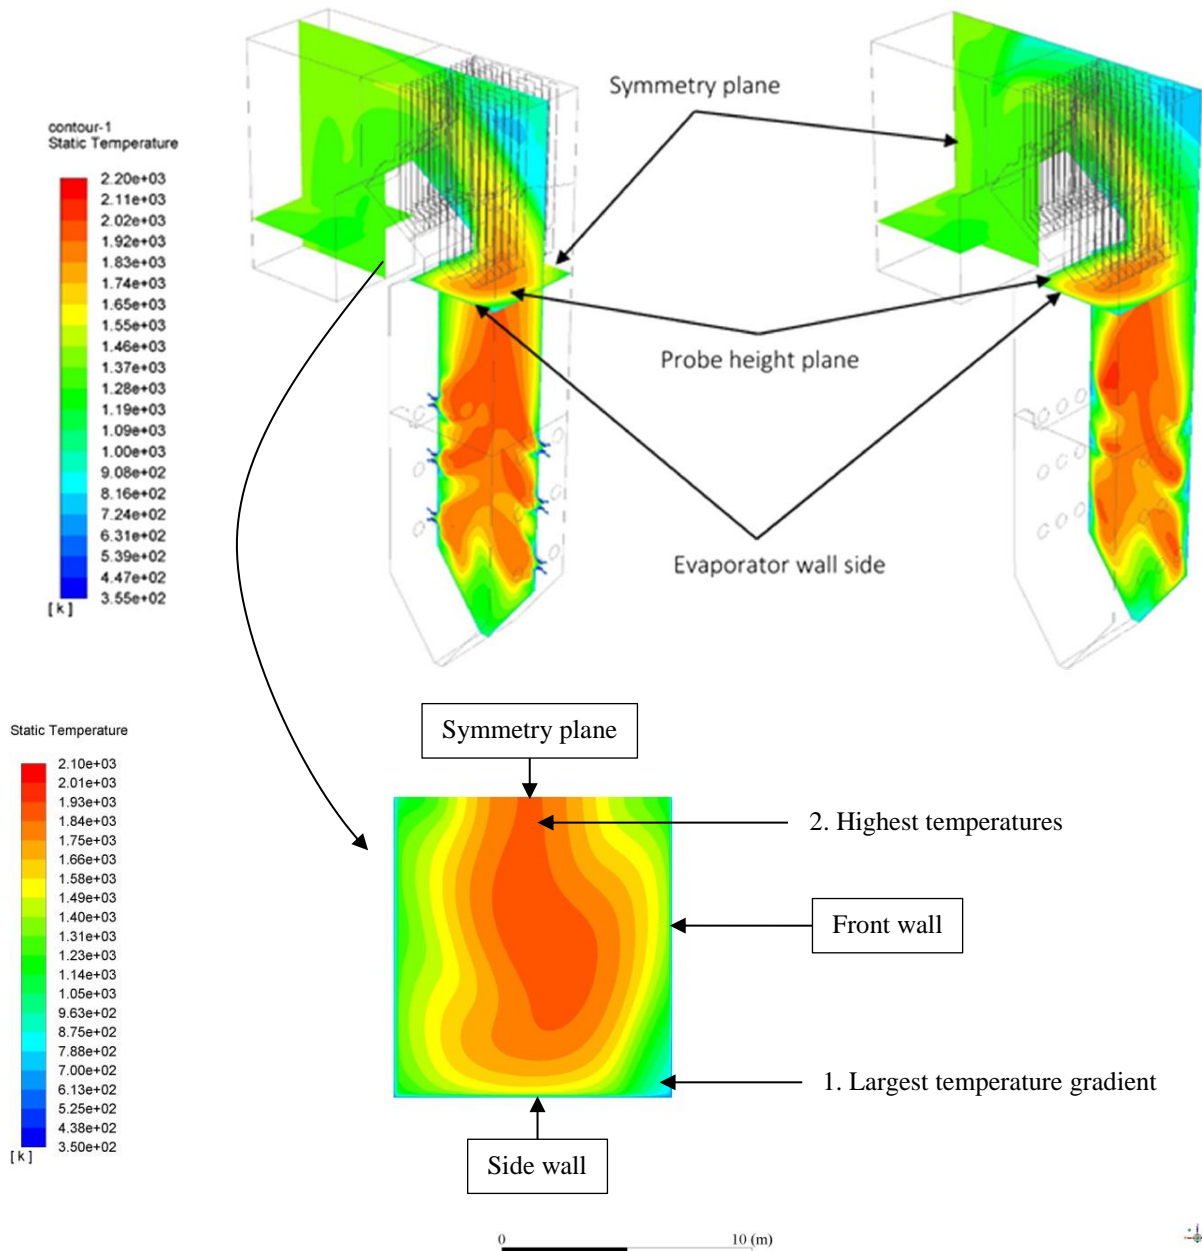 Symmetry plane
contour-1
Static Temperature
2.20e+03
2.11e+03
2.02e+03
1.92e+03
1.83e+03
1.74e+03
1.65e+03
1.55e+03
1.46e+03
1.37e+03
1.28e+03
1.19e+03
1.09e+03
1.00e+03
9.08e+02
8.16e+02
7.24e+02
6.31e+02
5.39e+02
4.47e+02
3.55e+02
[ k ]
Probe height plane
Evaporator wall side
Static Temperature
2.10e+03
2.01e+03
1.93e+03
1.84e+03
1.75e+03
1.66e+03
1.58e+03
1.49e+03
1.40e+03
1.31e+03
1.23e+03
1.14e+03
1.05e+03
9.63e+02
8.75e+02
7.88e+02
7.00e+02
6.13e+02
5.25e+02
4.38e+02
3.50e+02
[ k ]
Symmetry plane
2. Highest temperatures
Front wall
1. Largest temperature gradient
Side wall
0 10 (m)